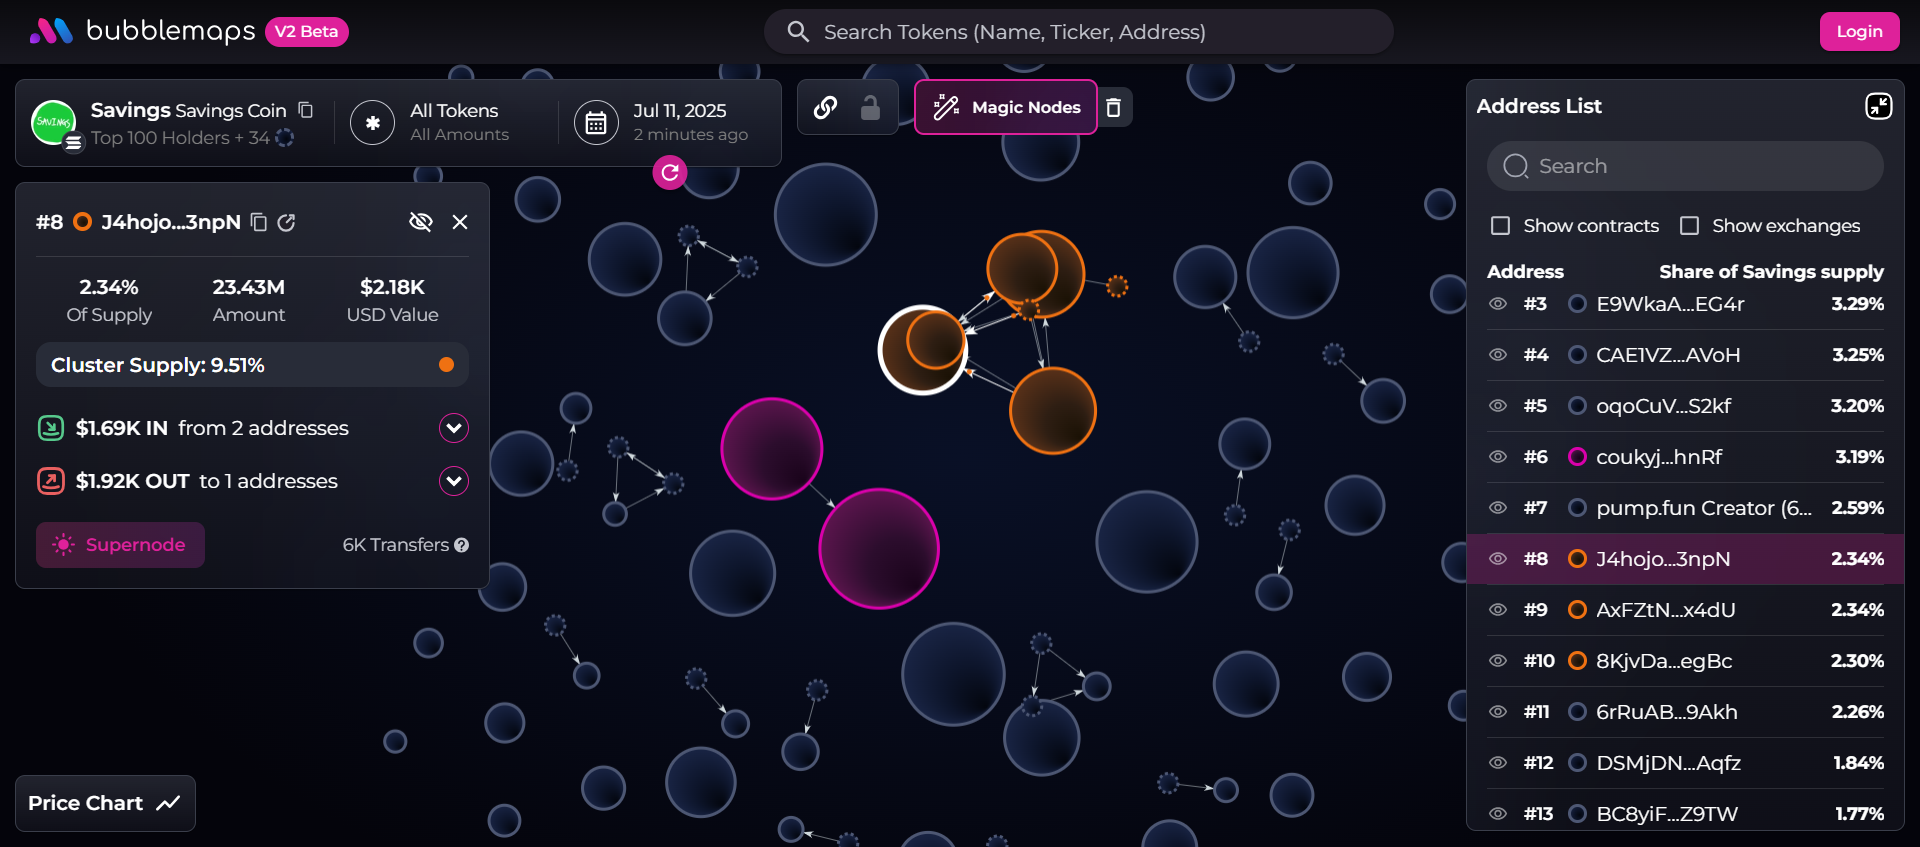 bubblemaps V2 Beta
Search Tokens (Name, Ticker, Address)
Login
SAVINGS
Savings Savings Coin
Top 100 Holders + 34
All Tokens
All Amounts
Jul 11, 2025
2 minutes ago
Magic Nodes
#8 J4hojo...3npN
2.34%
Of Supply
23.43M
Amount
$2.18K
USD Value
Cluster Supply: 9.51%
$1.69K IN from 2 addresses
$1.92K OUT to 1 addresses
Supernode
6K Transfers ?
Price Chart
Address List
Search
Show contracts
Show exchanges
Address Share of Savings supply
#3 E9WkaA...EG4r 3.29%
#4 CAE1VZ...AVoH 3.25%
#5 oqoCuV...S2kf 3.20%
#6 coukyj...hnRf 3.19%
#7 pump.fun Creator (6... 2.59%
#8 J4hojo...3npN 2.34%
#9 AxFZtN...x4dU 2.34%
#10 8KjvDa...egBc 2.30%
#11 6rRuAB...9Akh 2.26%
#12 DSMjDN...Aqfz 1.84%
#13 BC8yiF...Z9TW 1.77%